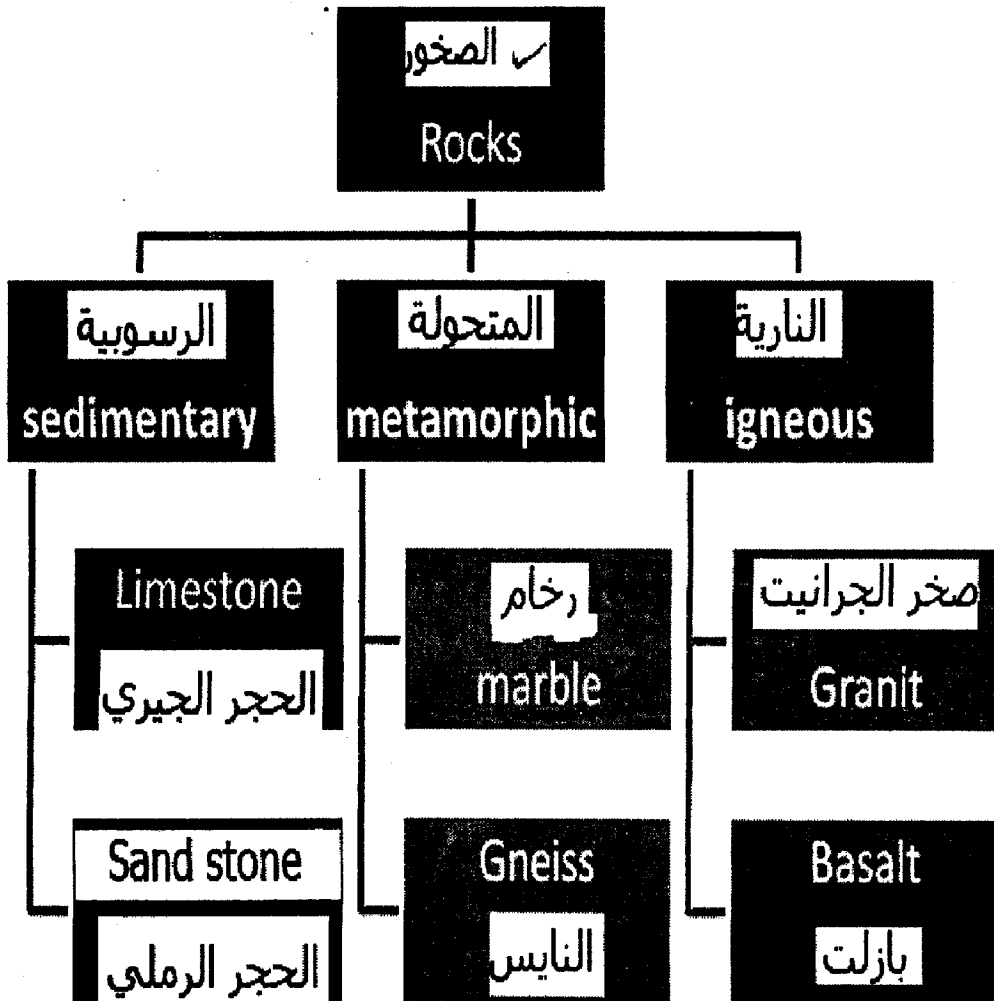 الصخور
Rocks
الرسوبية
sedimentary
المتحولة
metamorphic
النارية
igneous
Limestone
الحجر الجيري
رخام
marble
صخر الجرانيت
Granit
Sand stone
الحجر الرملي
Gneiss
النايس
Basalt
بازلت